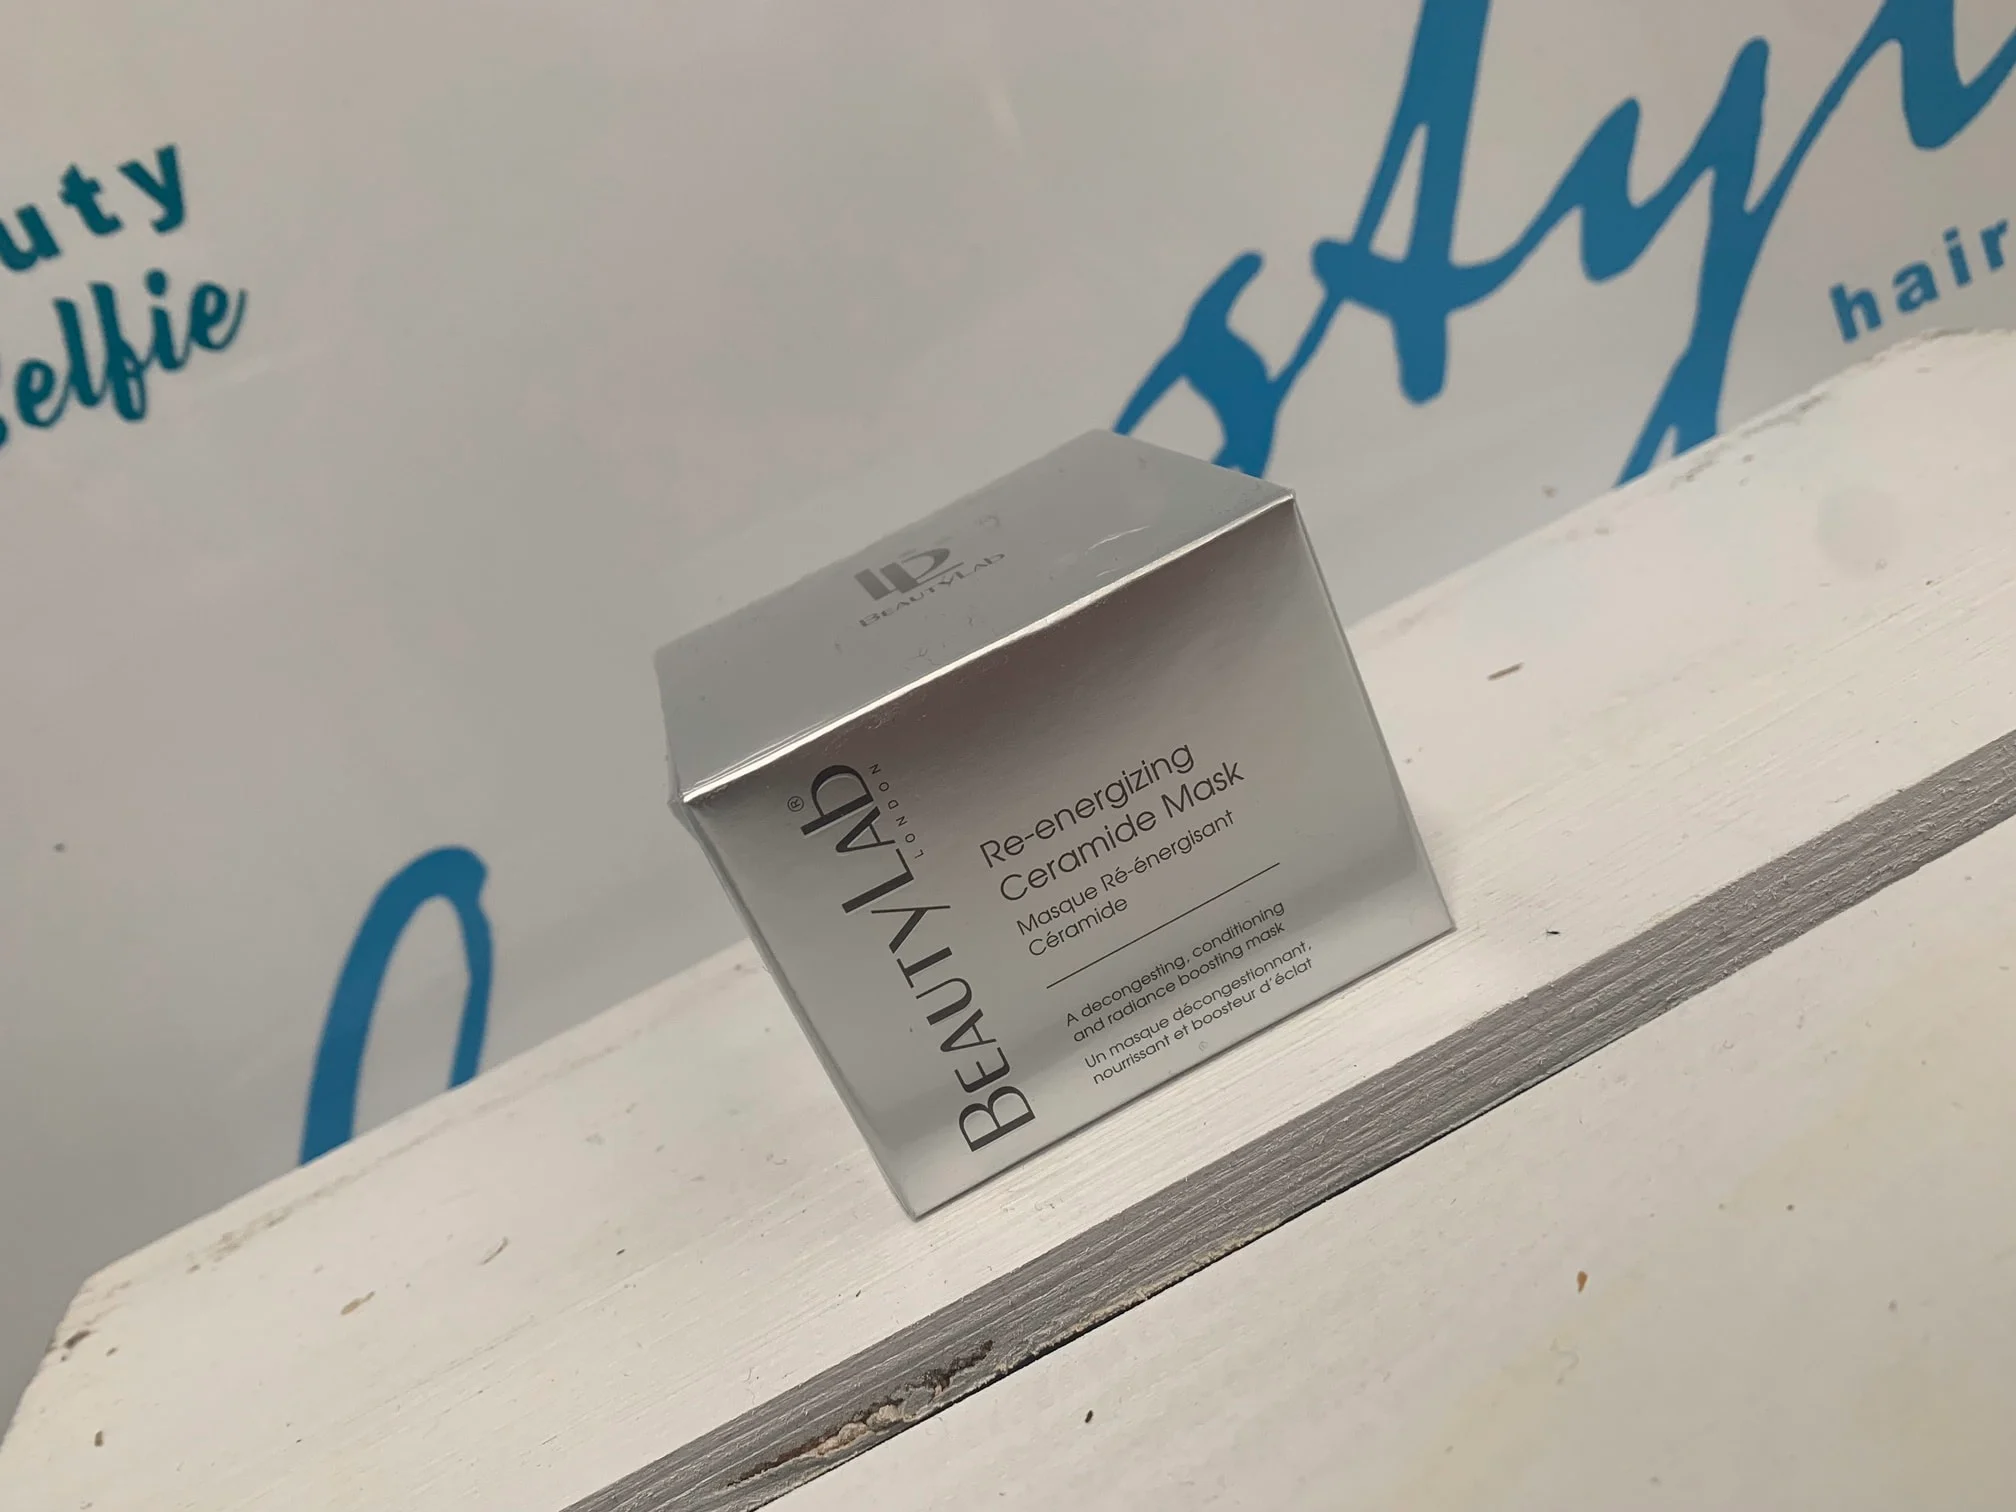 uty
elfie
styl
hair
BEAUTYLAB
BEAUTYLAB®
LONDON
Re-energizing
Ceramide Mask
Masque Ré-énergisant
Céramide
A decongesting, conditioning
and radiance boosting mask
Un masque décongestionnant,
nourrissant et boosteur d'éclat